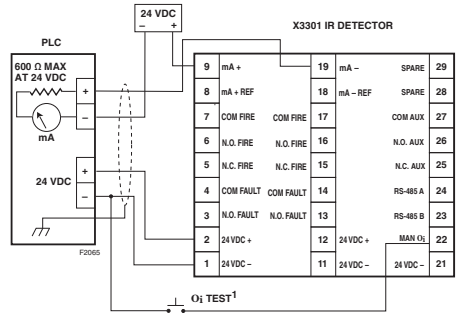 24 VDC
– +
X3301 IR DETECTOR
PLC
600 Ω MAX
AT 24 VDC
+
–
mA
24 VDC
+
–
F2065
9 mA + 19 mA – SPARE 29
8 mA + REF 18 mA – REF SPARE 28
7 COM FIRE COM FIRE 17 COM AUX 27
6 N.O. FIRE N.O. FIRE 16 N.O. AUX 26
5 N.C. FIRE N.C. FIRE 15 N.C. AUX 25
4 COM FAULT COM FAULT 14 RS-485 A 24
3 N.O. FAULT N.O. FAULT 13 RS-485 B 23
2 24 VDC + 12 24 VDC + MAN Oi 22
1 24 VDC – 11 24 VDC – 24 VDC – 21
Oi TEST1